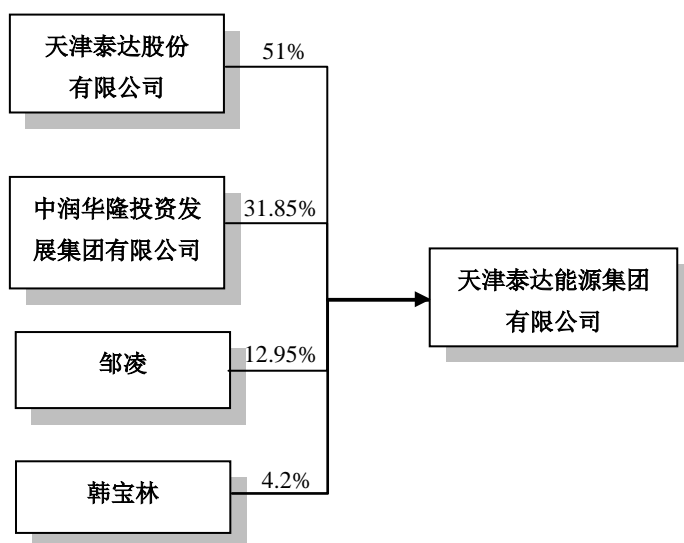 天津泰达股份
有限公司
51%
中润华隆投资发
展集团有限公司
31.85%
天津泰达能源集团
有限公司
邹凌
12.95%
韩宝林
4.2%